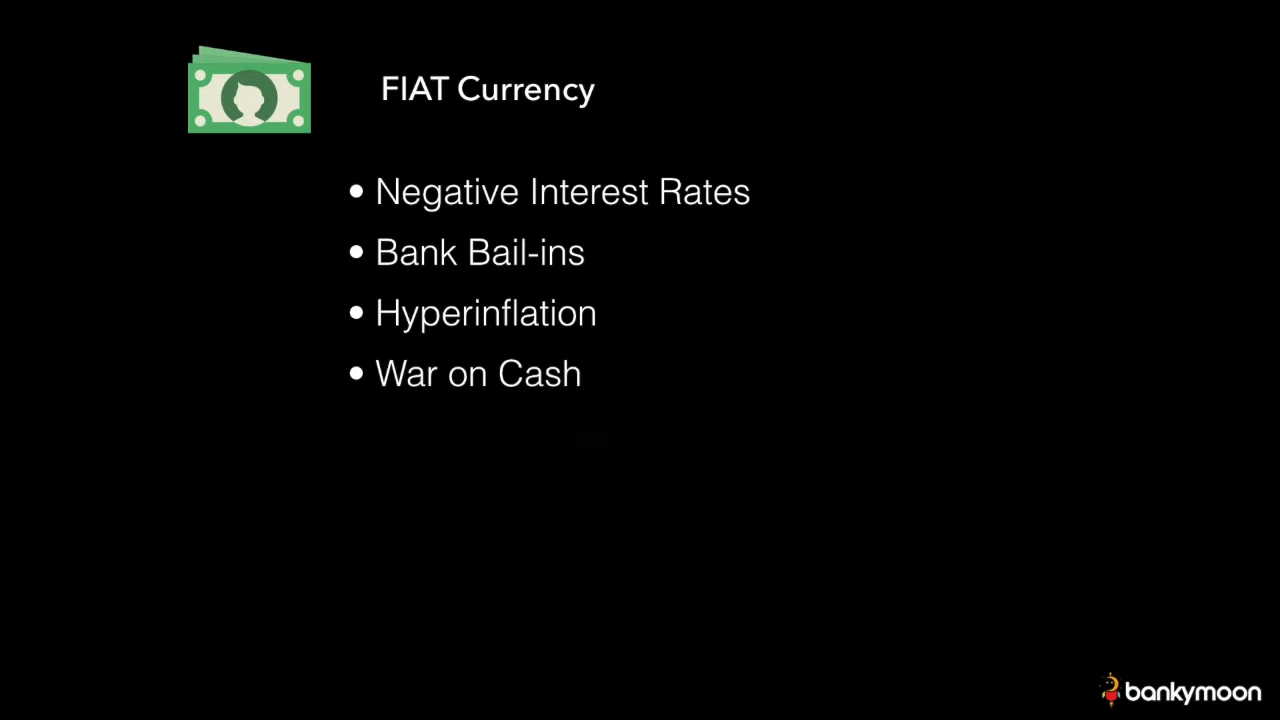 FIAT Currency
• Negative Interest Rates
• Bank Bail-ins
• Hyperinflation
• War on Cash
bankymoon